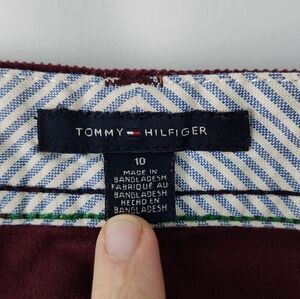 TOMMY HILFIGER
10
MADE IN
BANGLADESH
FABRIQUÉ AU
BANGLADESH
HECHO EN
BANGLADESH